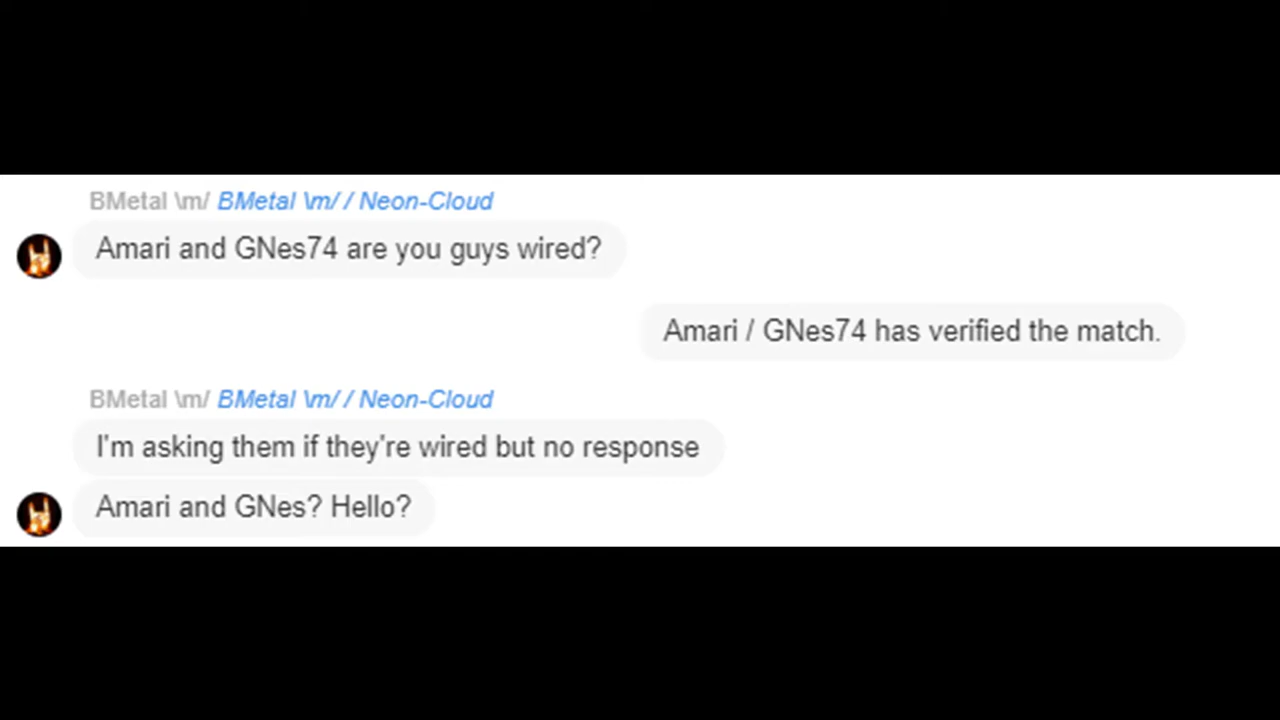 BMetal \m/ BMetal \m/ / Neon-Cloud
Amari and GNes74 are you guys wired?
Amari / GNes74 has verified the match.
BMetal \m/ BMetal \m/ / Neon-Cloud
I'm asking them if they're wired but no response
Amari and GNes? Hello?